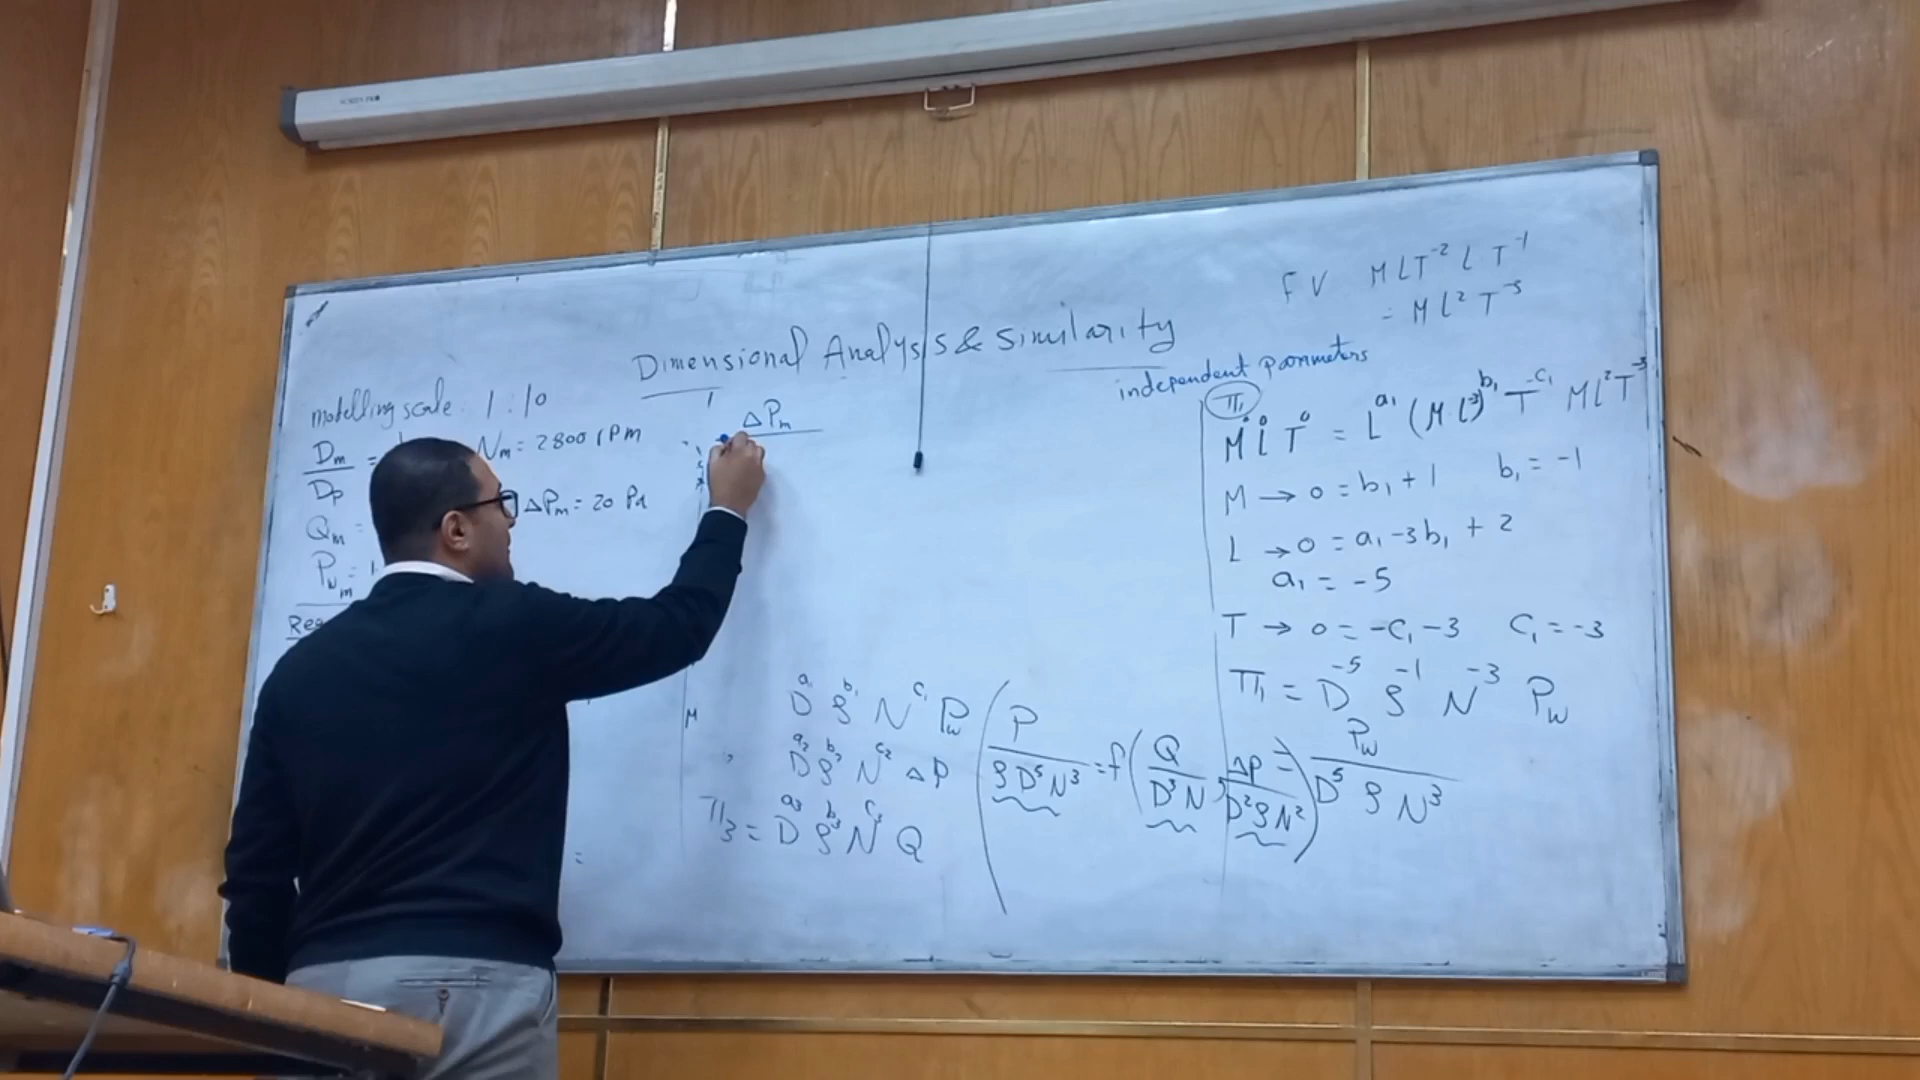 F V M L T⁻² L T⁻¹
= M L² T⁻³
Dimensional Analysis & Similarity
modelling scale : 1 : 10
Dm / Dp =
Nm = 2800 rPm
ΔPm = 20 Pa
Qm =
Pwm =
ΔPm
independent
π₁
M⁰ L⁰ T⁰ = L^a₁ (M L⁻³)^b₁ T^-c₁ M L² T⁻³
M → 0 = b₁ + 1 b₁ = -1
L → 0 = a₁ - 3b₁ + 2
a₁ = -5
T → 0 = -c₁ - 3 c₁ = -3
π₁ = D⁻⁵ ρ⁻¹ N⁻³ Pw
= Pw / D⁵ ρ N³
D^a₁ ρ^b₁ N^c₁ Pw
D^a₂ ρ^b₂ N^c₂ ΔP
π₃ = D^a₃ ρ^b₃ N^c₃ Q
P / ρ D⁵ N³ = f ( Q / D³ N , ΔP / D² ρ N² )